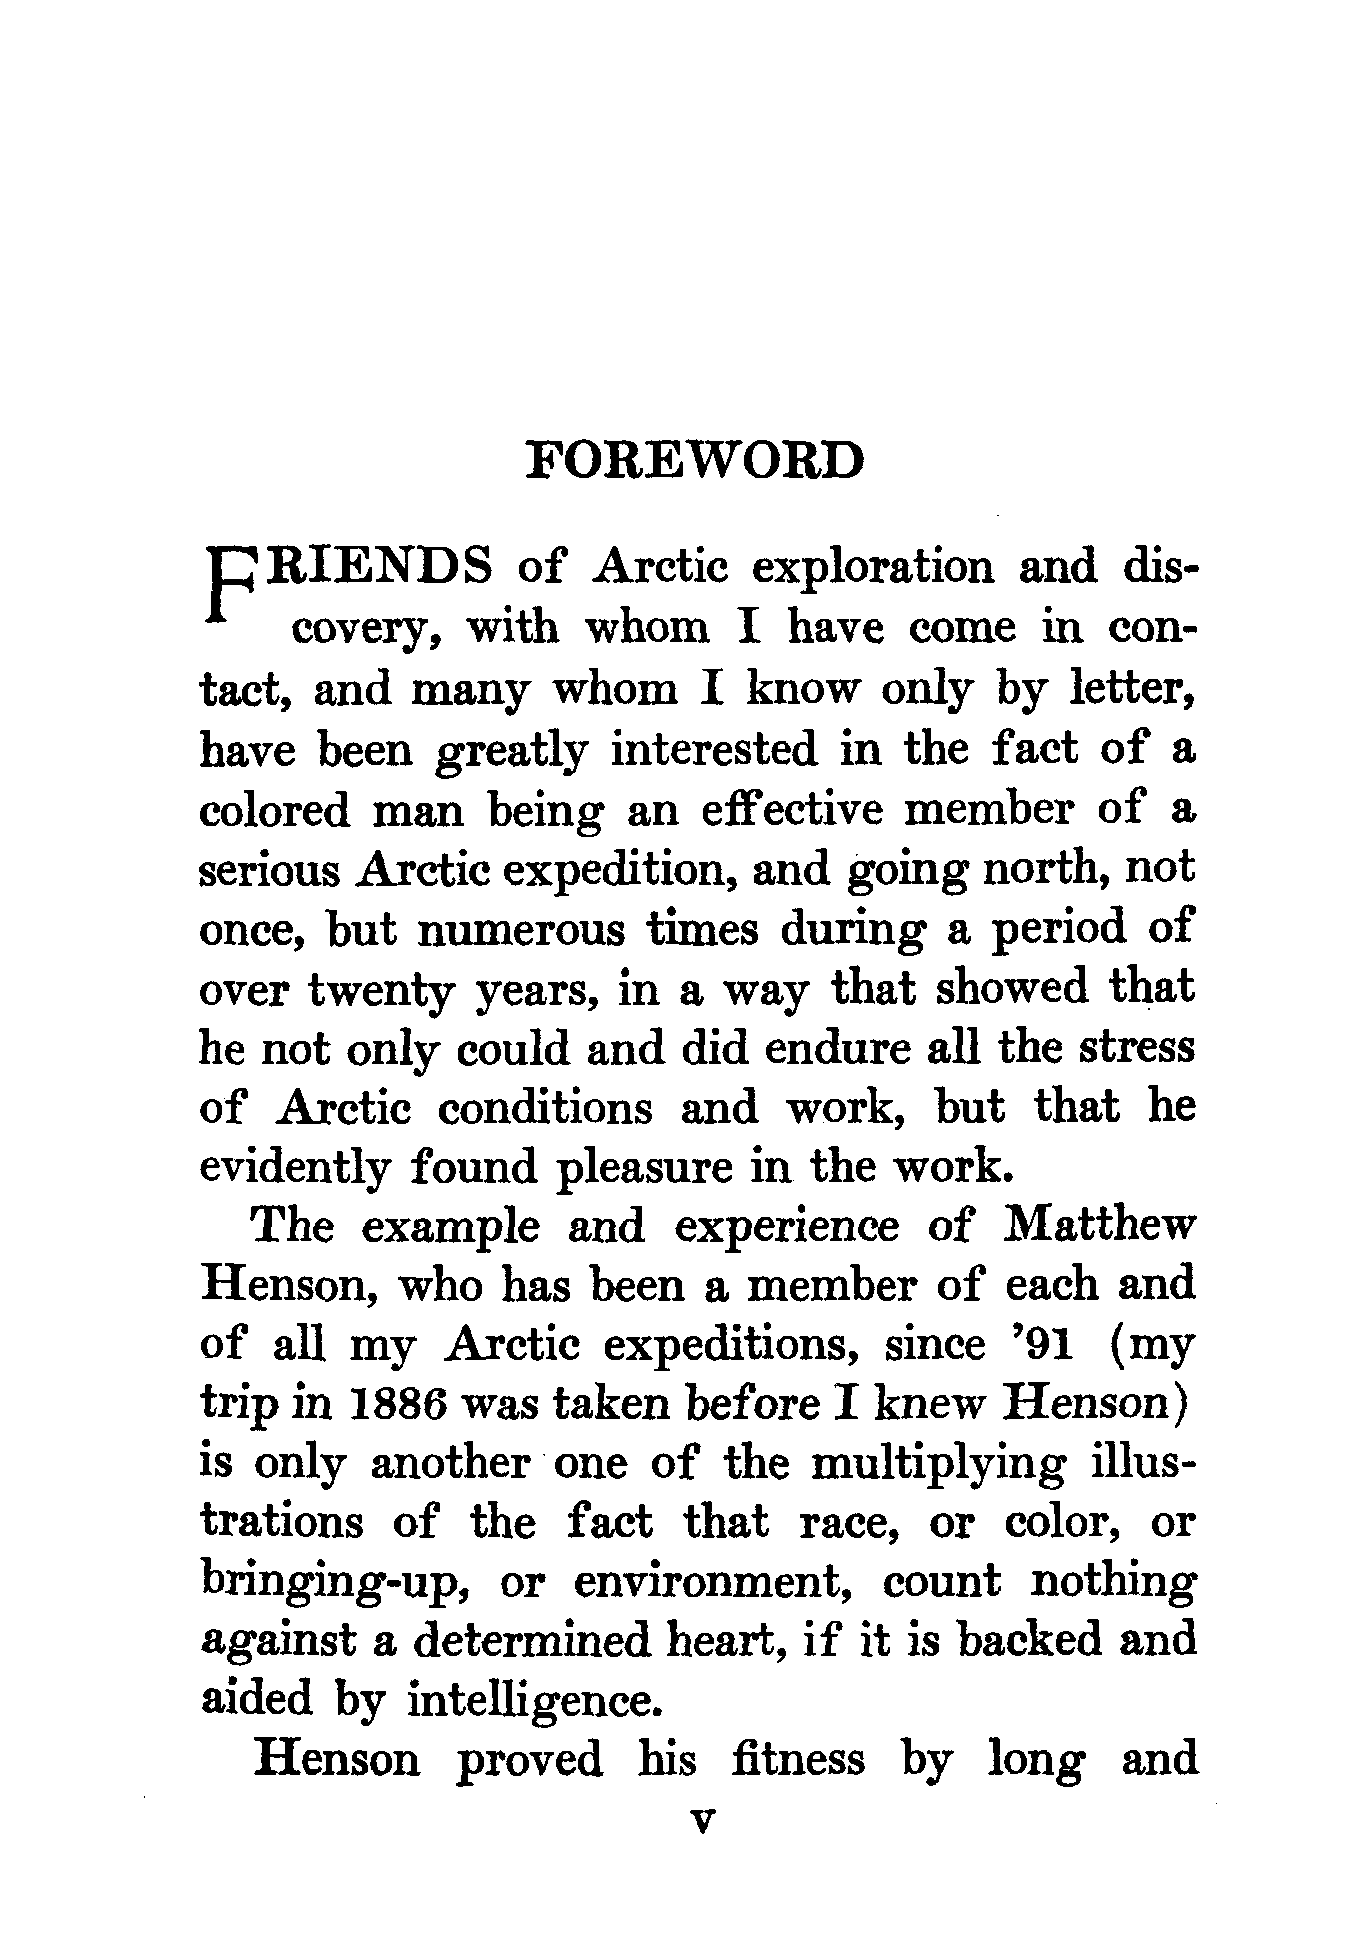 FOREWORD
FRIENDS of Arctic exploration and dis-
covery, with whom I have come in con-
tact, and many whom I know only by letter,
have been greatly interested in the fact of a
colored man being an effective member of a
serious Arctic expedition, and going north, not
once, but numerous times during a period of
over twenty years, in a way that showed that
he not only could and did endure all the stress
of Arctic conditions and work, but that he
evidently found pleasure in the work.
The example and experience of Matthew
Henson, who has been a member of each and
of all my Arctic expeditions, since ’91 (my
trip in 1886 was taken before I knew Henson)
is only another one of the multiplying illus-
trations of the fact that race, or color, or
bringing-up, or environment, count nothing
against a determined heart, if it is backed and
aided by intelligence.
Henson proved his fitness by long and
v